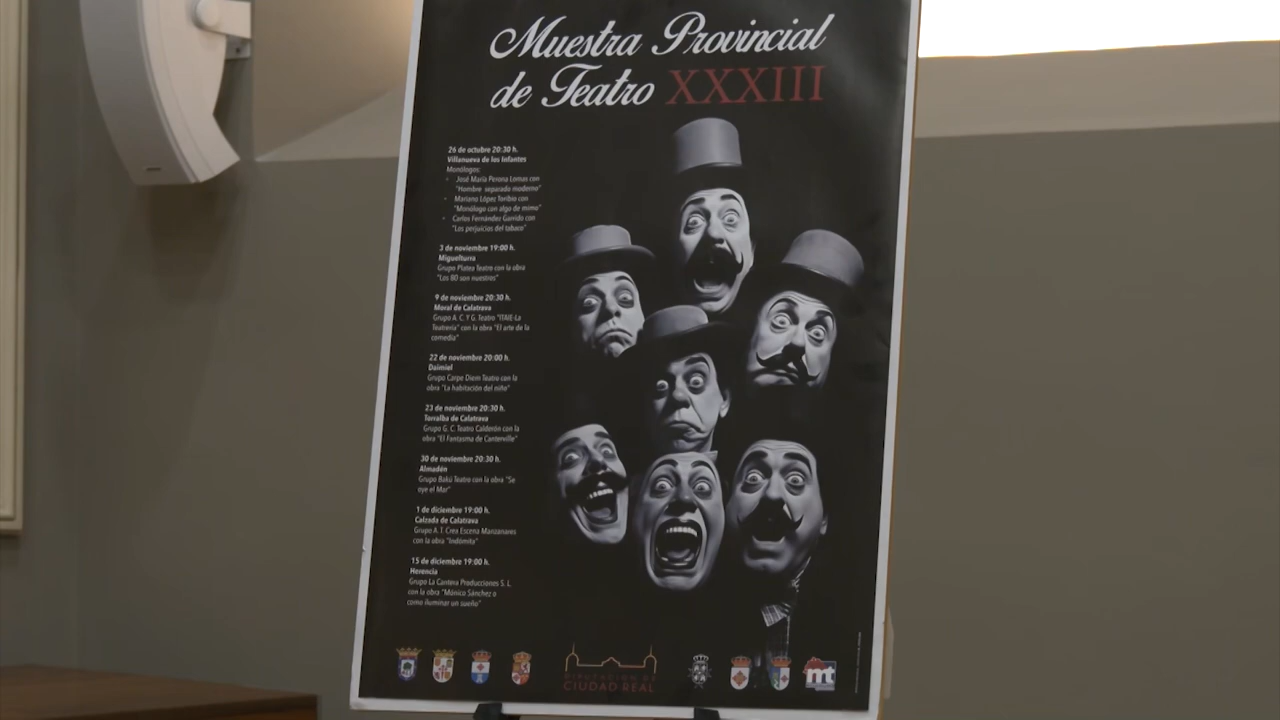 Muestra Provincial
de Teatro XXXIII
26 de octubre 20:30 h.
Villanueva de los Infantes
Monólogos:
· José María Perona Lomas con
"Hombre separado moderno"
· Mariano López Toribio con
"Monólogo con algo de mimo"
· Carlos Fernández Garrido con
"Los perjuicios del tabaco"
3 de noviembre 19:00 h.
Miguelturra
Grupo Platea Teatro con la obra
"Los 80 son nuestros"
9 de noviembre 20:30 h.
Moral de Calatrava
Grupo A. C. Y G. Teatro "ITAIE-La
Teatrería" con la obra "El arte de la
comedia"
22 de noviembre 20:00 h.
Daimiel
Grupo Carpe Diem Teatro con la
obra "La habitación del niño"
23 de noviembre 20:30 h.
Torralba de Calatrava
Grupo G. C. Teatro Calderón con la
obra "El Fantasma de Canterville"
30 de noviembre 20:30 h.
Almadén
Grupo Bakú Teatro con la obra "Se
oye el Mar"
1 de diciembre 19:00 h.
Calzada de Calatrava
Grupo A. T. Crea Escena Manzanares
con la obra "Indómita"
15 de diciembre 19:00 h.
Herencia
Grupo La Cantera Producciones S. L.
con la obra "Mónico Sánchez o
como iluminar un sueño"
DIPUTACIÓN DE
CIUDAD REAL
mt